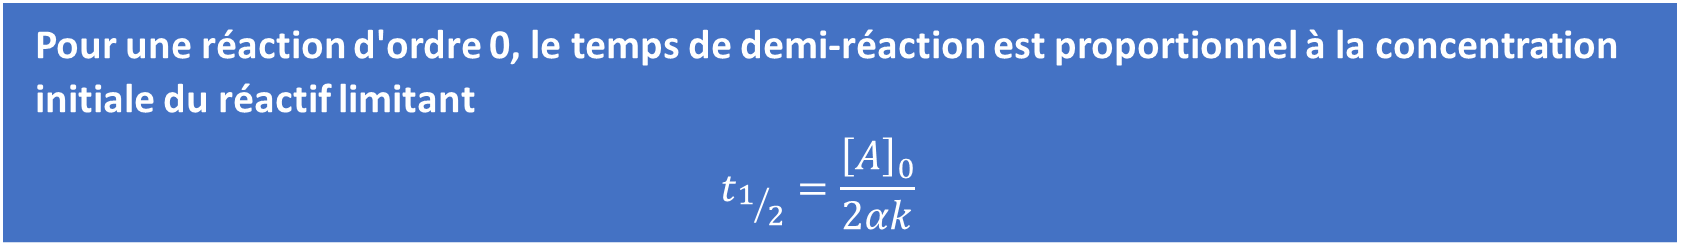 Pour une réaction d'ordre 0, le temps de demi-réaction est proportionnel à la concentration
initiale du réactif limitant
t1/2 = [A]0 / 2αk